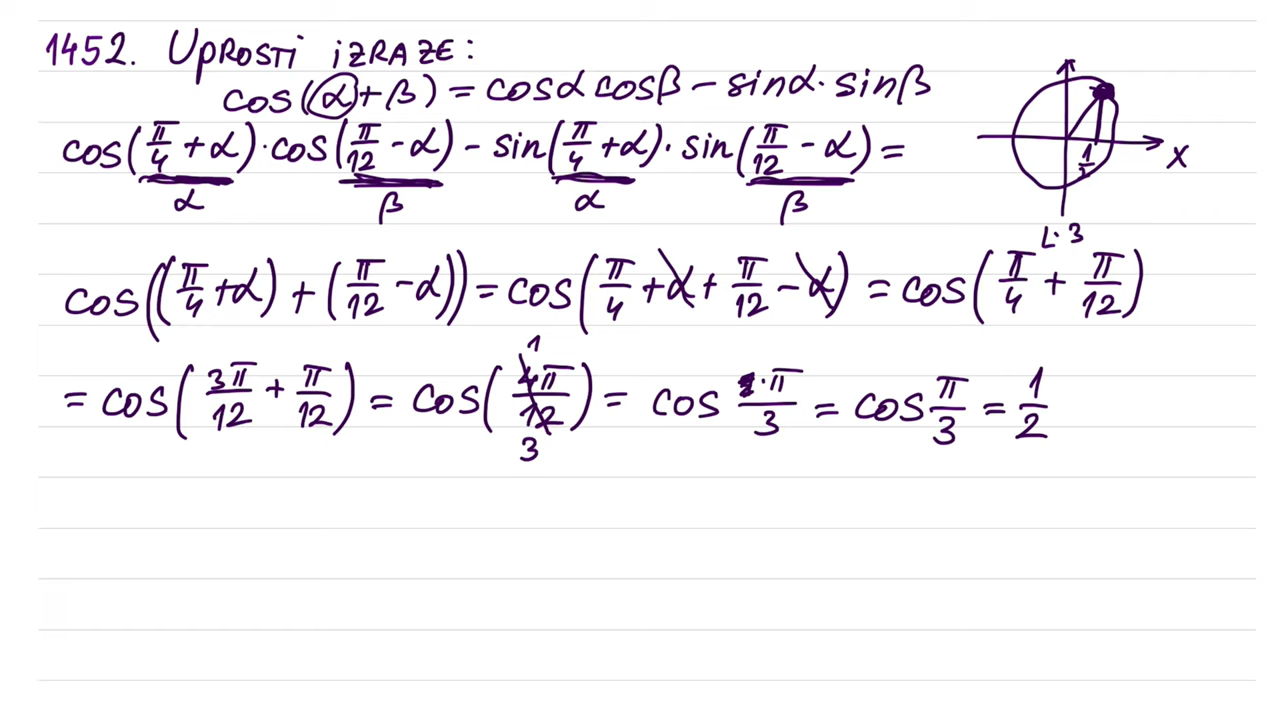 1452. UPROSTI IZRAZE:
cos(α+β) = cosα cosβ - sinα · sinβ
cos(π/4 + α) · cos(π/12 - α) - sin(π/4 + α) · sin(π/12 - α) =
α β α β
1/2 X
L·3
cos((π/4 + α) + (π/12 - α)) = cos(π/4 + α + π/12 - α) = cos(π/4 + π/12)
= cos(3π/12 + π/12) = cos(4π/12) = cos 1·π/3 = cos π/3 = 1/2
1
3